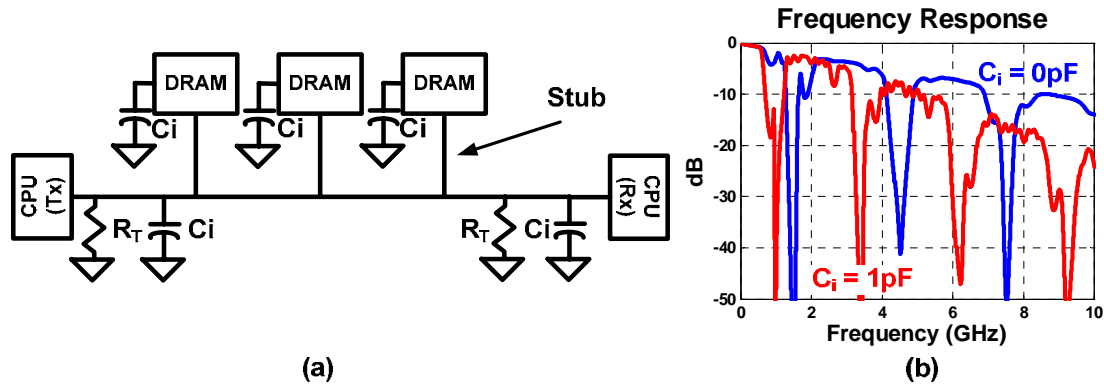 DRAM
DRAM
DRAM
Ci
Ci
Ci
Stub
CPU
(Tx)
CPU
(Rx)
RT
Ci
RT
Ci
(a)
Frequency Response
0
-10
-20
-30
-40
-50
dB
Ci = 0pF
Ci = 1pF
0
2
4
6
8
10
Frequency (GHz)
(b)